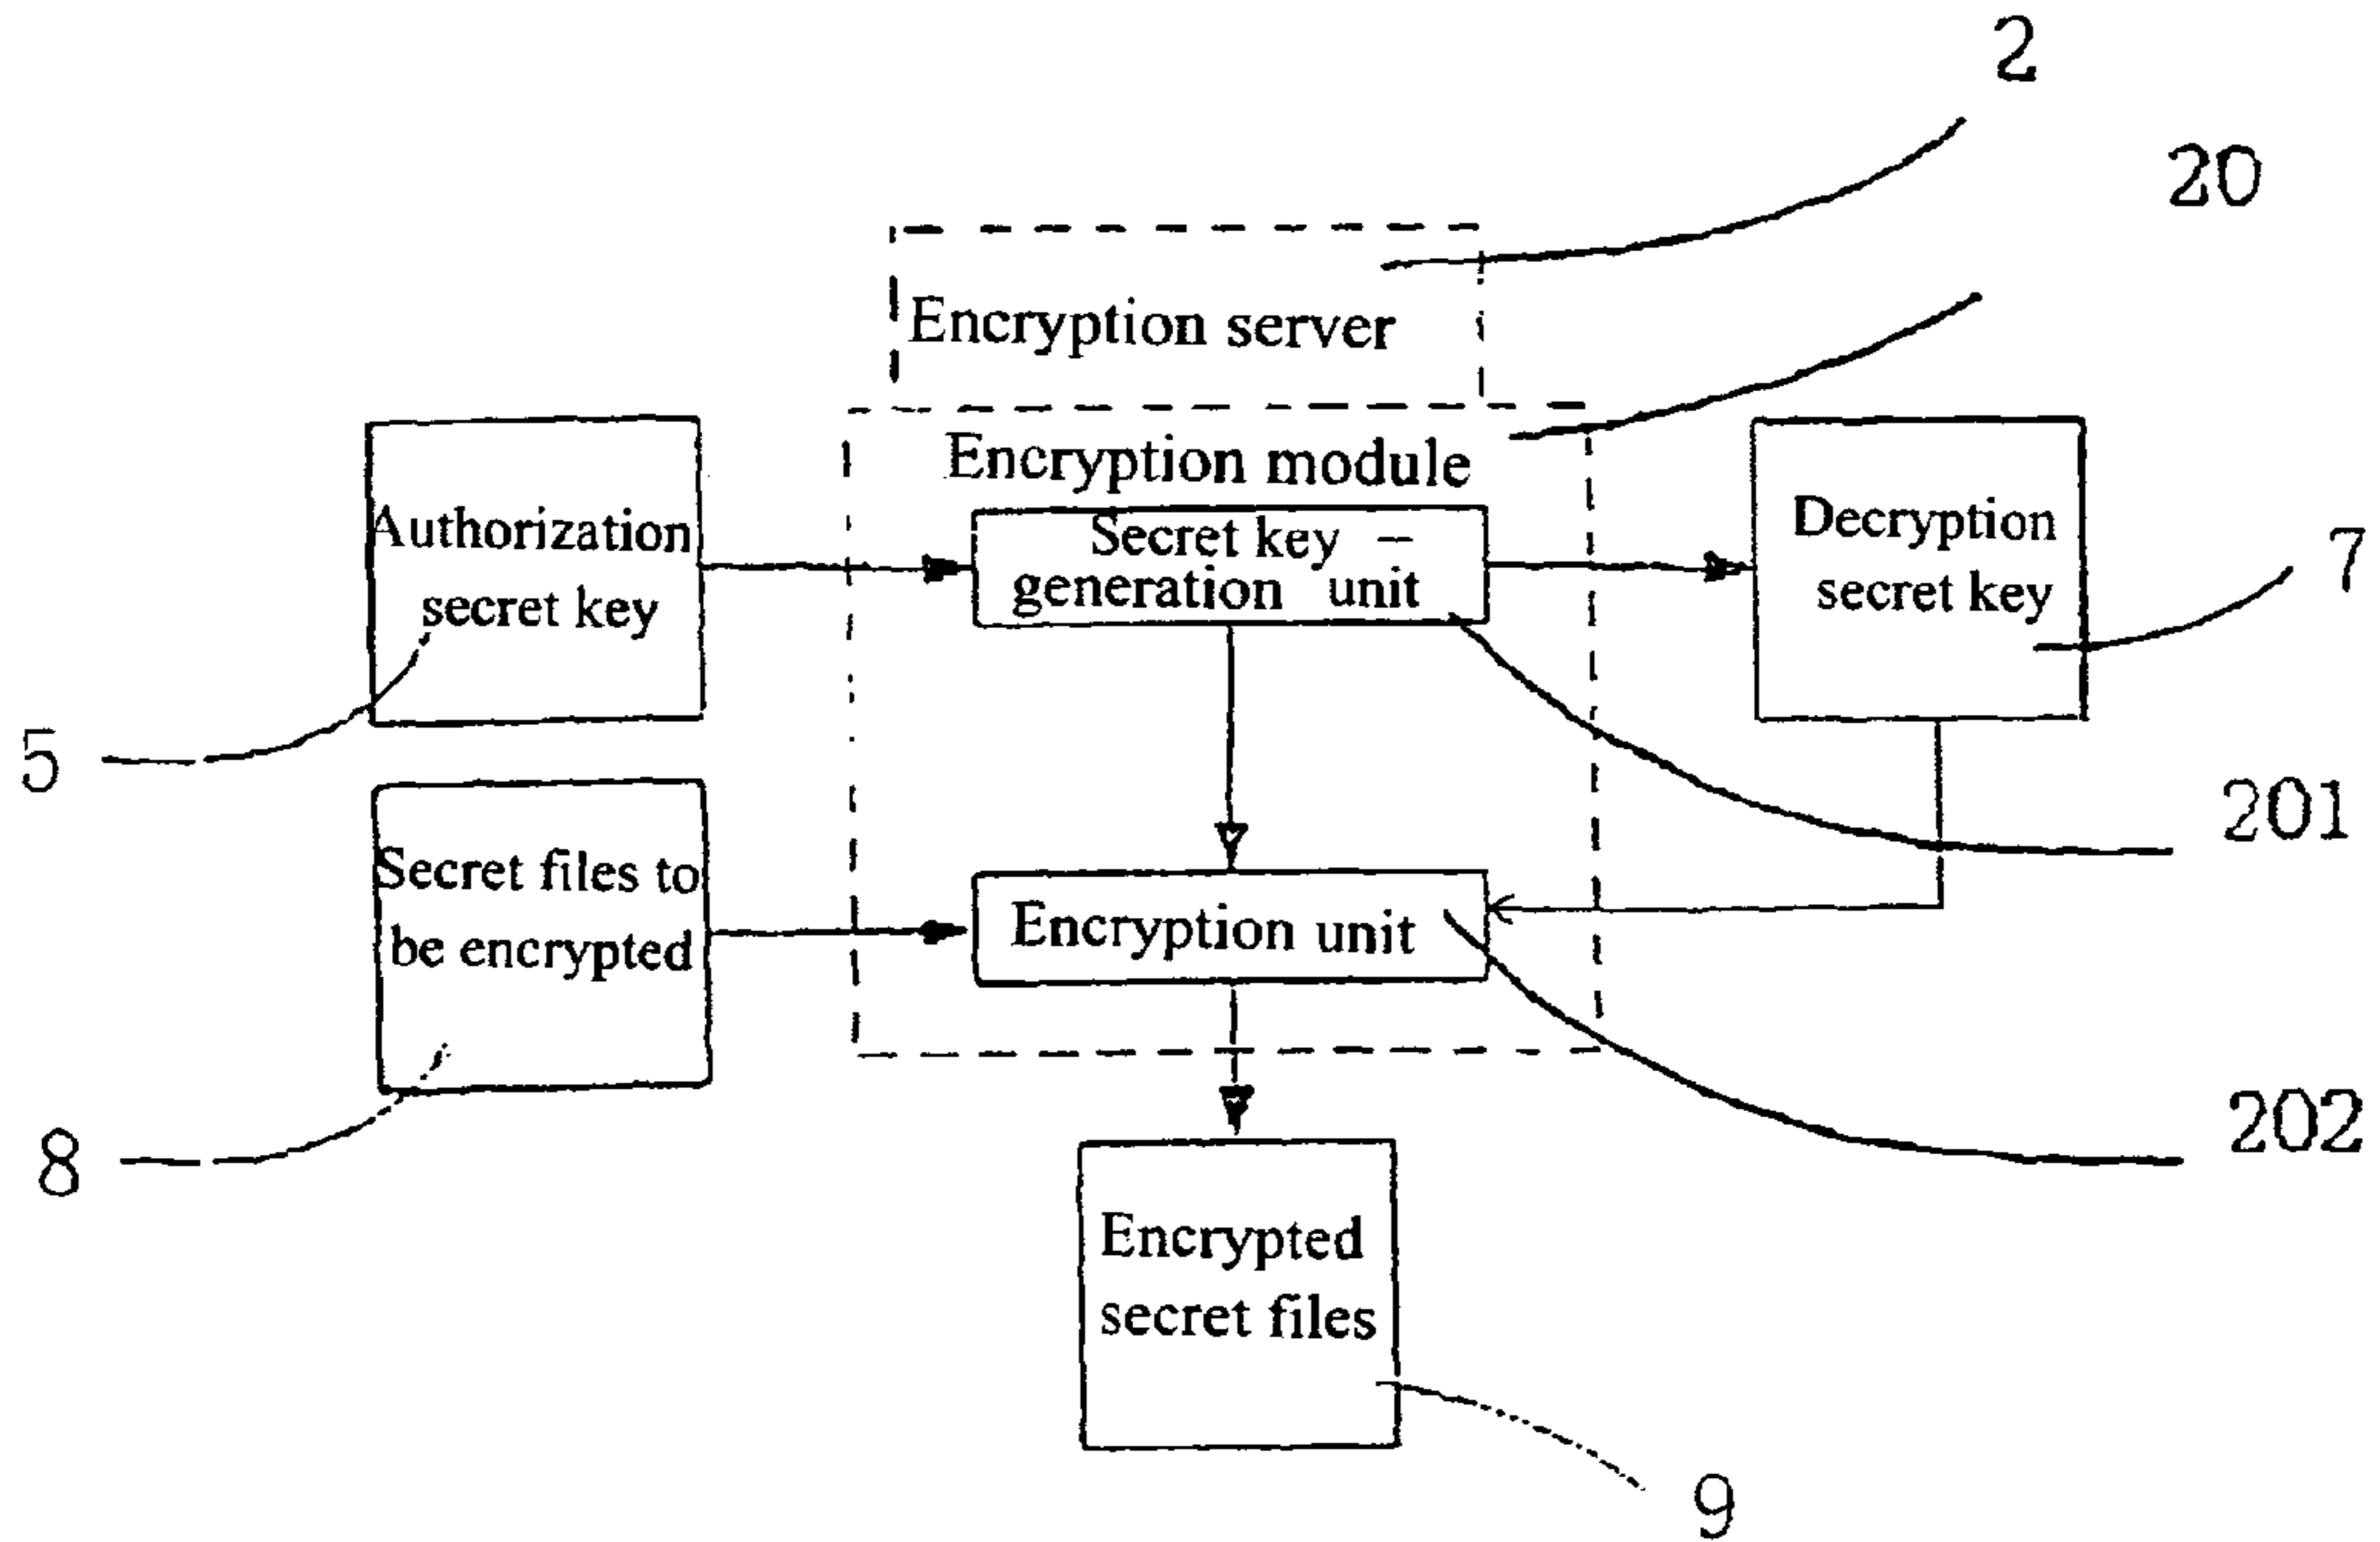 2
20
Encryption server
Encryption module
Authorization
secret key
Secret key –
generation unit
Decryption
secret key
7
5
201
Secret files to
be encrypted
Encryption unit
8
202
Encrypted
secret files
9